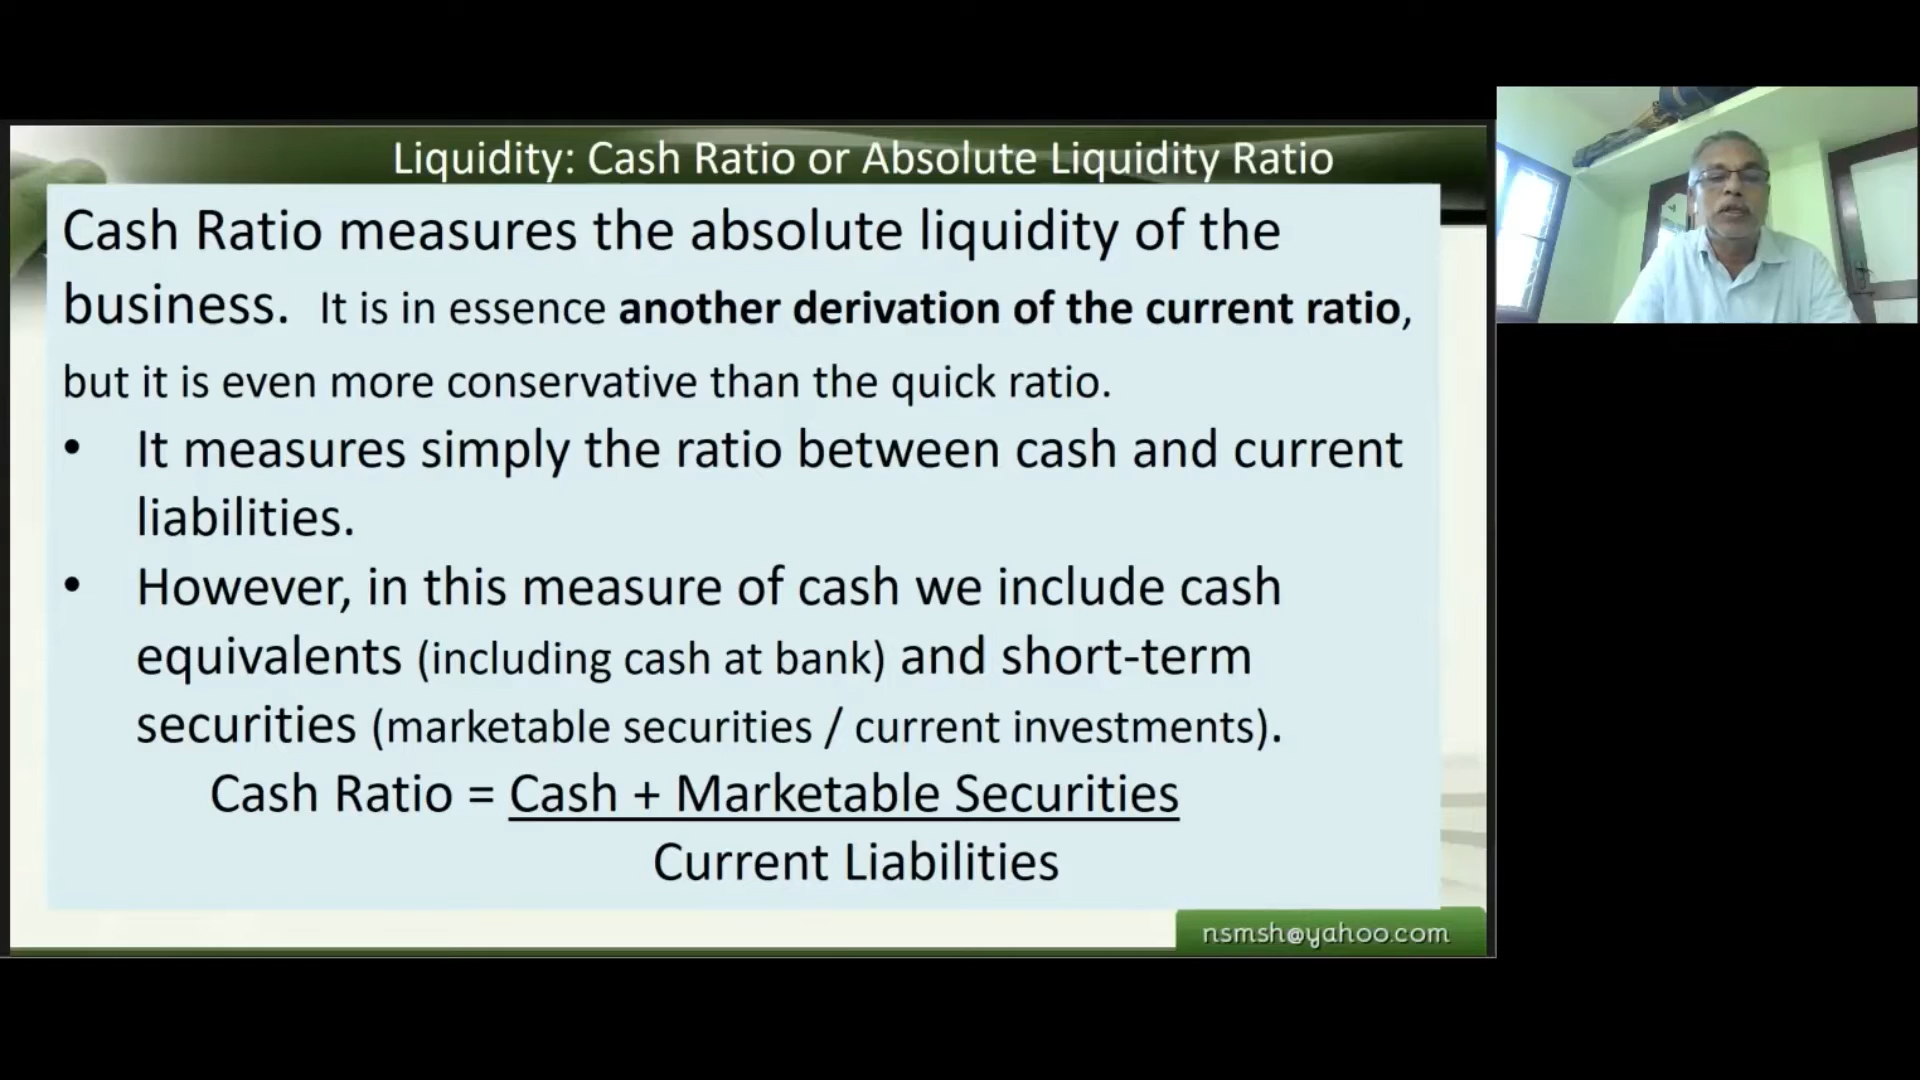 Liquidity: Cash Ratio or Absolute Liquidity Ratio
Cash Ratio measures the absolute liquidity of the
business. It is in essence another derivation of the current ratio,
but it is even more conservative than the quick ratio.
• It measures simply the ratio between cash and current
liabilities.
• However, in this measure of cash we include cash
equivalents (including cash at bank) and short-term
securities (marketable securities / current investments).
Cash Ratio = Cash + Marketable Securities
Current Liabilities
nsmsh@yahoo.com